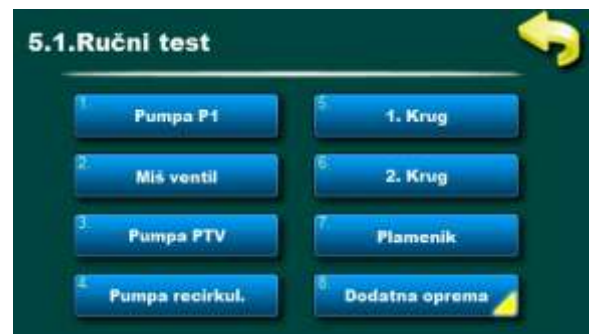 5.1.Ručni test
1.
Pumpa P1
2.
Miš ventil
3.
Pumpa PTV
4.
Pumpa recirkul.
5.
1. Krug
6.
2. Krug
7.
Plamenik
8.
Dodatna oprema